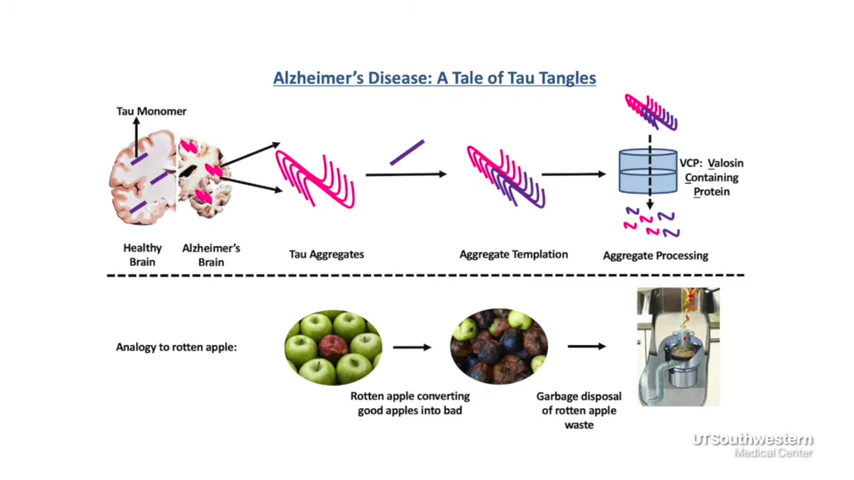 Alzheimer's Disease: A Tale of Tau Tangles
Tau Monomer
VCP: Valosin
Containing
Protein
Healthy
Brain
Alzheimer's
Brain
Tau Aggregates
Aggregate Templation
Aggregate Processing
Analogy to rotten apple:
Rotten apple converting
good apples into bad
Garbage disposal
of rotten apple
waste
UTSouthwestern
Medical Center